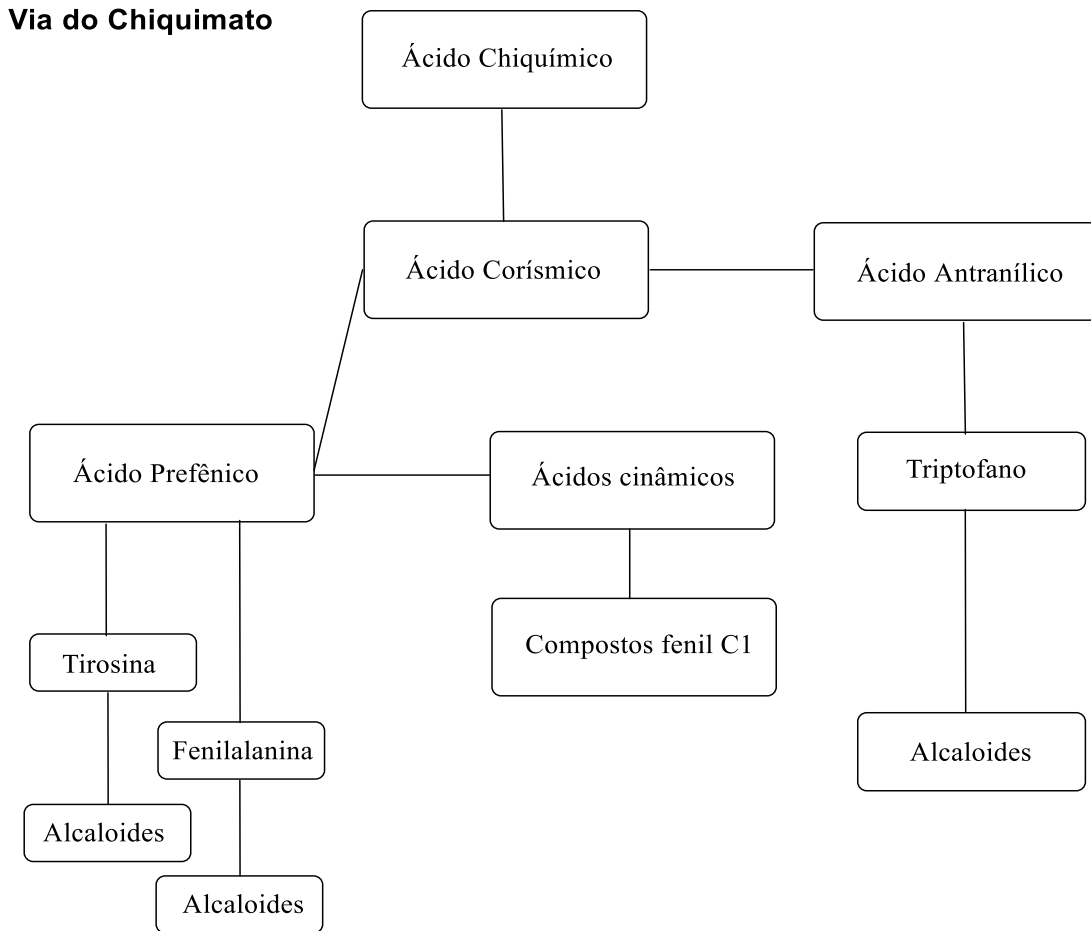 Via do Chiquimato
Ácido Chiquímico
Ácido Corísmico
Ácido Antranílico
Ácido Prefênico
Ácidos cinâmicos
Triptofano
Compostos fenil C1
Tirosina
Fenilalanina
Alcaloides
Alcaloides
Alcaloides